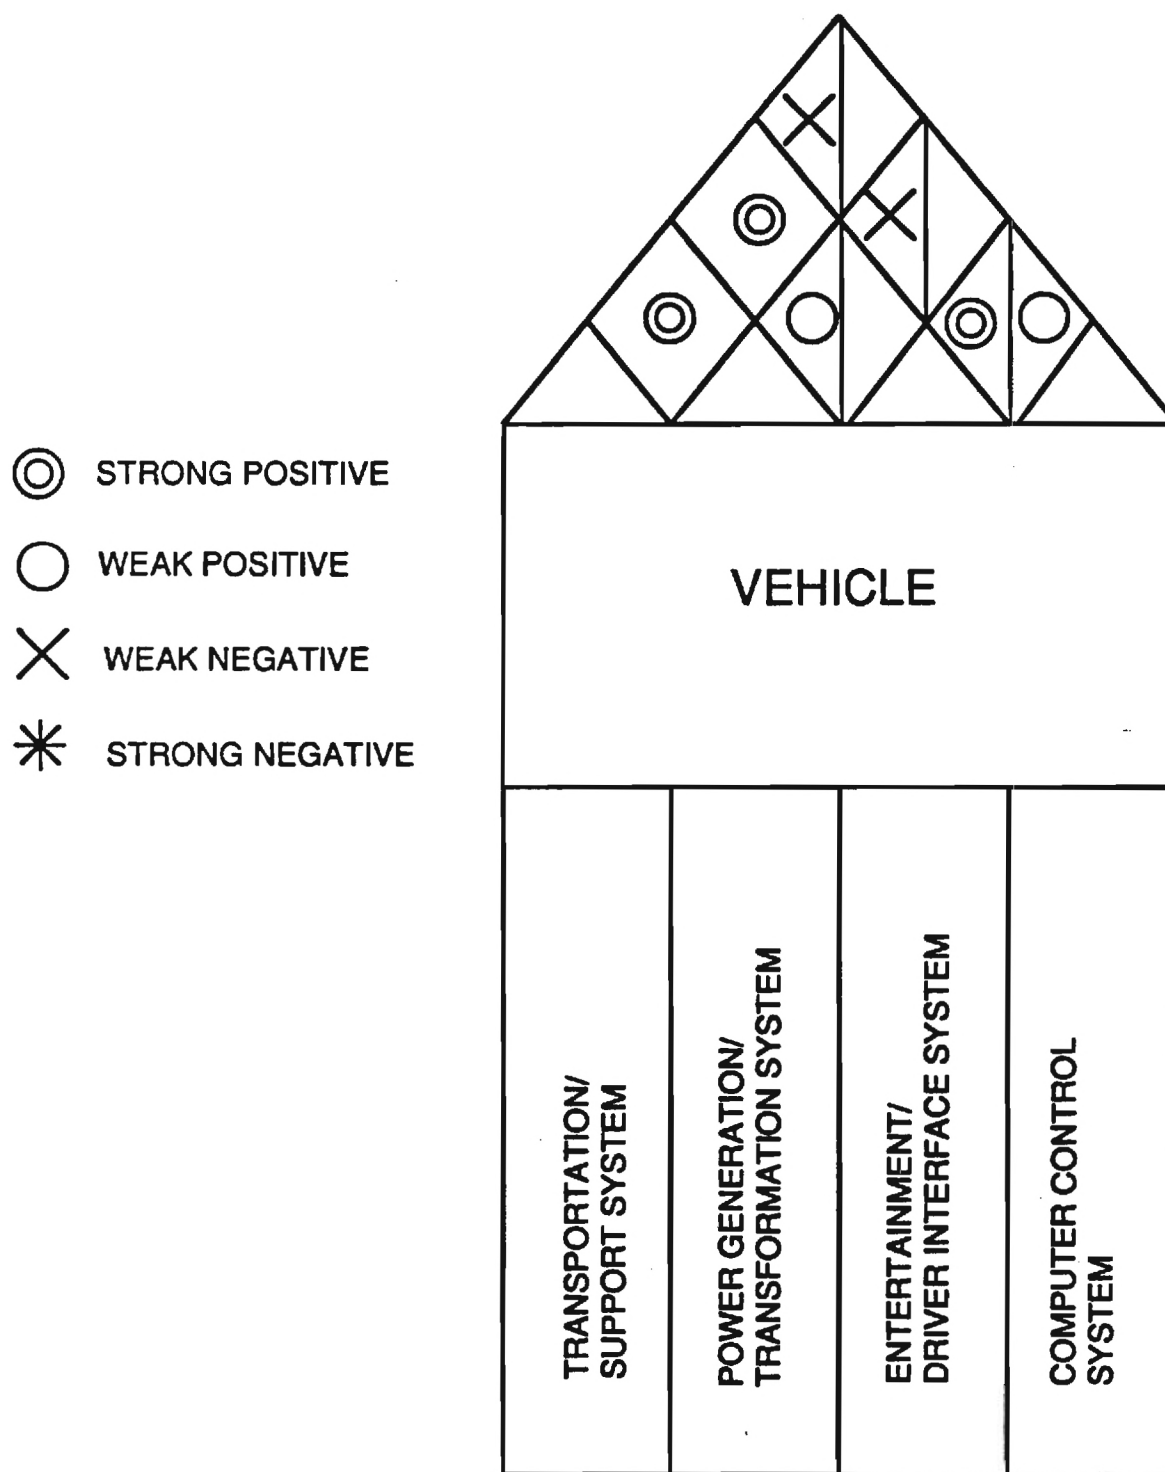 STRONG POSITIVE
WEAK POSITIVE
WEAK NEGATIVE
STRONG NEGATIVE
VEHICLE
TRANSPORTATION/
SUPPORT SYSTEM
POWER GENERATION/
TRANSFORMATION SYSTEM
ENTERTAINMENT/
DRIVER INTERFACE SYSTEM
COMPUTER CONTROL
SYSTEM